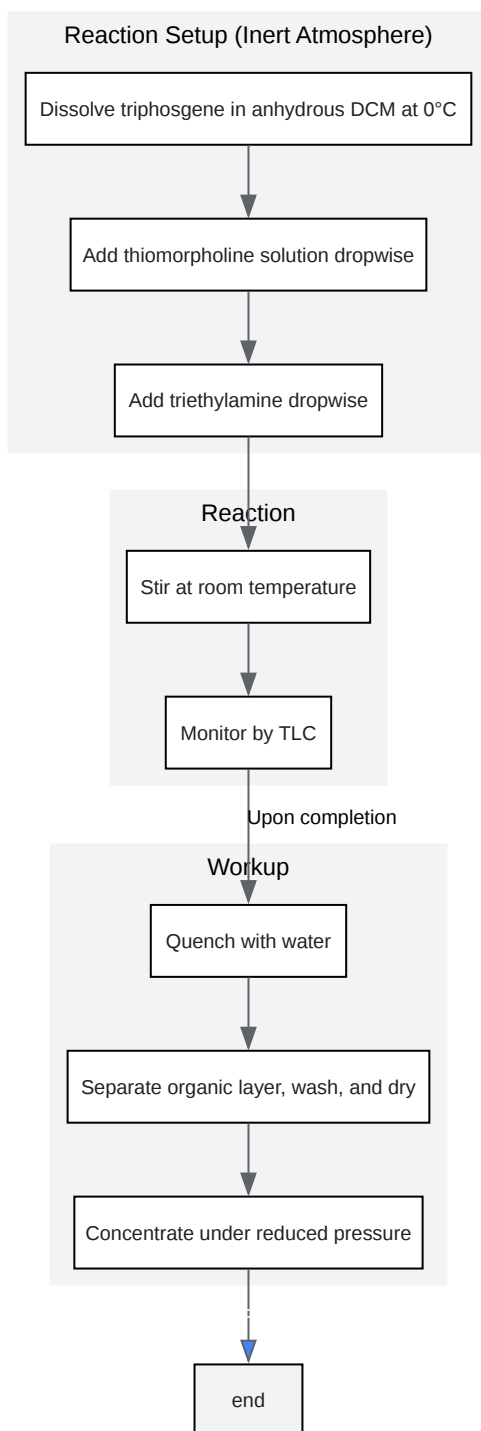 Reaction Setup (Inert Atmosphere)
Dissolve triphosgene in anhydrous DCM at 0°C
Add thiomorpholine solution dropwise
Add triethylamine dropwise
Reaction
Stir at room temperature
Monitor by TLC
Upon completion
Workup
Quench with water
Separate organic layer, wash, and dry
Concentrate under reduced pressure
end